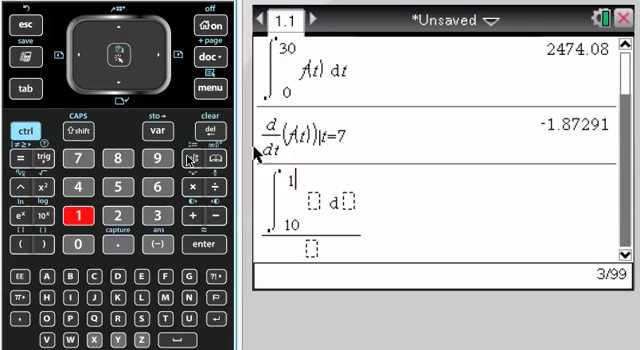 off
esc
on
save
+ page
doc
tab
menu
CAPS
sto→
clear
ctrl
⇧shift
var
del
= trig 7 8 9
^ x² 4 5 6 × ÷
ln log
eˣ 10ˣ 1 2 3 + −
[ ] { } capture ans ≈
( ) 0 . (−) enter
EE A B C D E F G ?!▸
π▸ H I J K L M N
, O P Q R S T U
V W X Y Z
1.1 *Unsaved
∫ 30 0 f(t) dt 2474.08
d/dt (f(t))|t=7 -1.87291
∫ 1 10 d
3/99